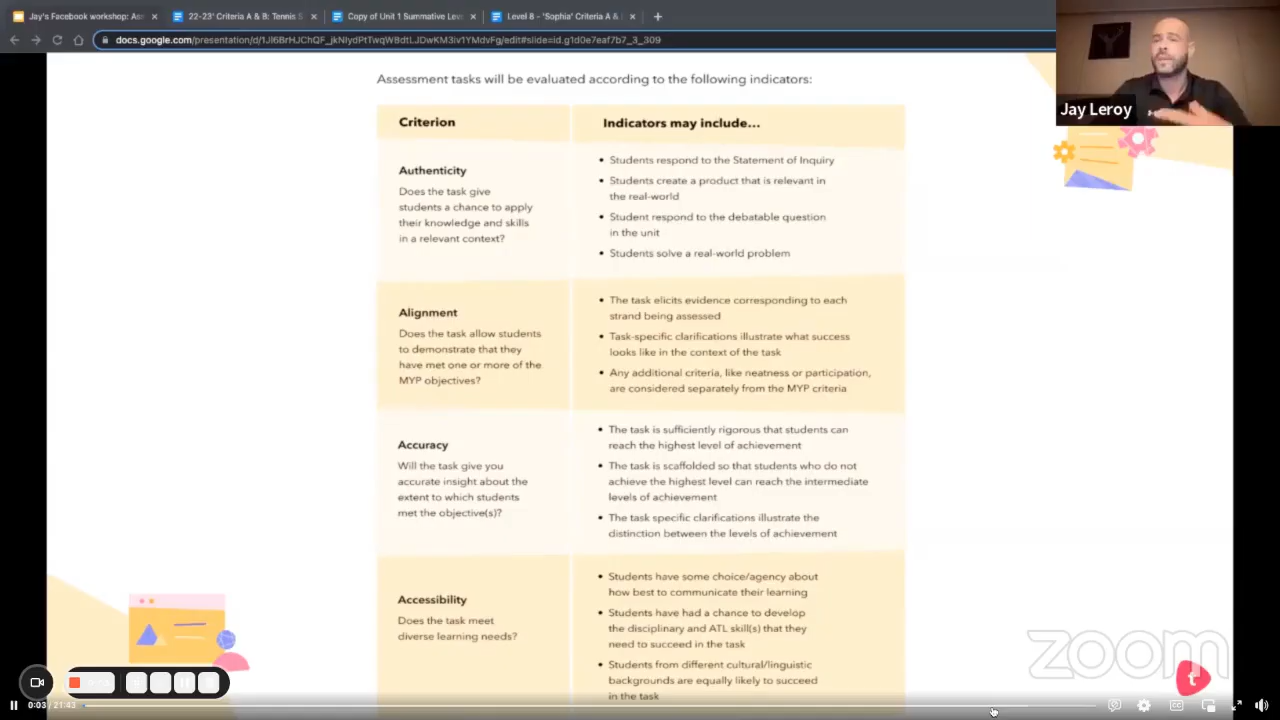 Jay's Facebook workshop: Ass
22-23' Criteria A & B: Tennis S
Copy of Unit 1 Summative Leve
Level 8 - 'Sophia' Criteria A &
Jay Leroy
Assessment tasks will be evaluated according to the following indicators:
Criterion
Indicators may include...
Authenticity
Does the task give
students a chance to apply
their knowledge and skills
in a relevant context?
• Students respond to the Statement of Inquiry
• Students create a product that is relevant in
the real-world
• Student respond to the debatable question
in the unit
• Students solve a real-world problem
Alignment
Does the task allow students
to demonstrate that they
have met one or more of the
MYP objectives?
• The task elicits evidence corresponding to each
strand being assessed
• Task-specific clarifications illustrate what success
looks like in the context of the task
• Any additional criteria, like neatness or participation,
are considered separately from the MYP criteria
Accuracy
Will the task give you
accurate insight about the
extent to which students
met the objective(s)?
• The task is sufficiently rigorous that students can
reach the highest level of achievement
• The task is scaffolded so that students who do not
achieve the highest level can reach the intermediate
levels of achievement
• The task specific clarifications illustrate the
distinction between the levels of achievement
Accessibility
Does the task meet
diverse learning needs?
• Students have some choice/agency about
how best to communicate their learning
• Students have had a chance to develop
the disciplinary and ATL skill(s) that they
need to succeed in the task
• Students from different cultural/linguistic
backgrounds are equally likely to succeed
in the task
zoom
t
0:03 / 21:43
CC